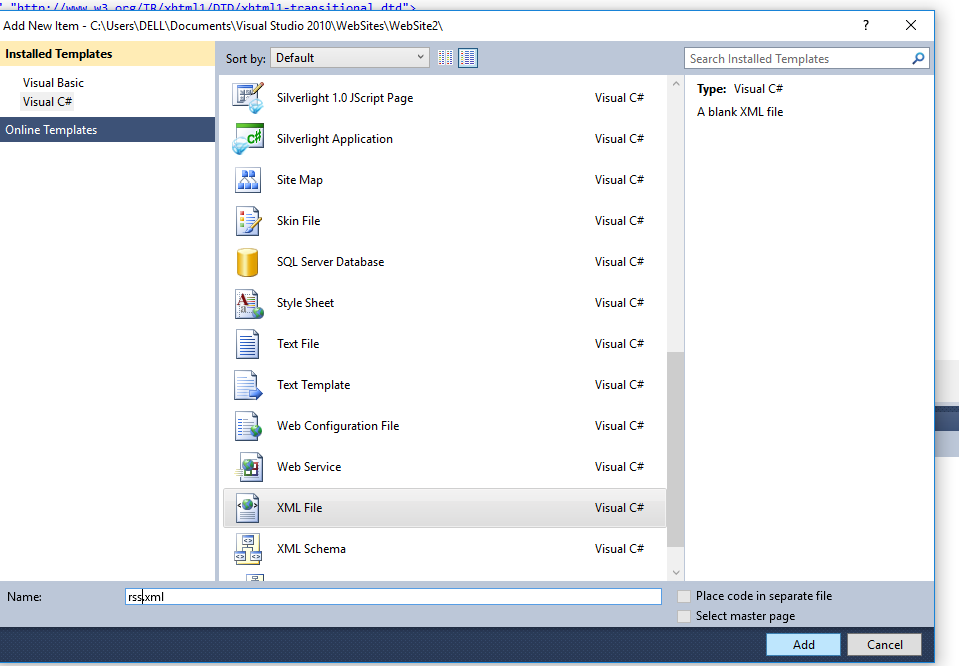 " "http://www.w3.org/TR/xhtml1/DTD/xhtml1-transitional.dtd">
Add New Item - C:\Users\DELL\Documents\Visual Studio 2010\WebSites\WebSite2\
Installed Templates
Visual Basic
Visual C#
Online Templates
Sort by: Default
Search Installed Templates
Silverlight 1.0 JScript Page Visual C#
Silverlight Application Visual C#
Site Map Visual C#
Skin File Visual C#
SQL Server Database Visual C#
Style Sheet Visual C#
Text File Visual C#
Text Template Visual C#
Web Configuration File Visual C#
Web Service Visual C#
XML File Visual C#
XML Schema Visual C#
Type: Visual C#
A blank XML file
Name: rss.xml
Place code in separate file
Select master page
Add Cancel